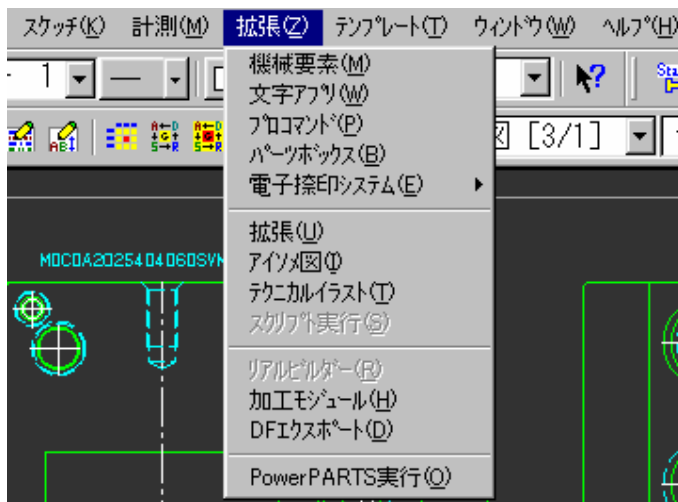 スケッチ(K) 計測(M) 拡張(Z) テンプレート(T) ウィンドウ(W) ヘルプ(H)
1
機械要素(M)
文字アプリ(W)
プロコマンド(P)
パーツボックス(B)
電子捺印システム(E)
拡張(U)
アイソメ図(I)
テクニカルイラスト(T)
スクリプト実行(S)
リアルビルダー(R)
加工モジュール(H)
DFエクスポート(D)
PowerPARTS実行(O)
図 [3/1]